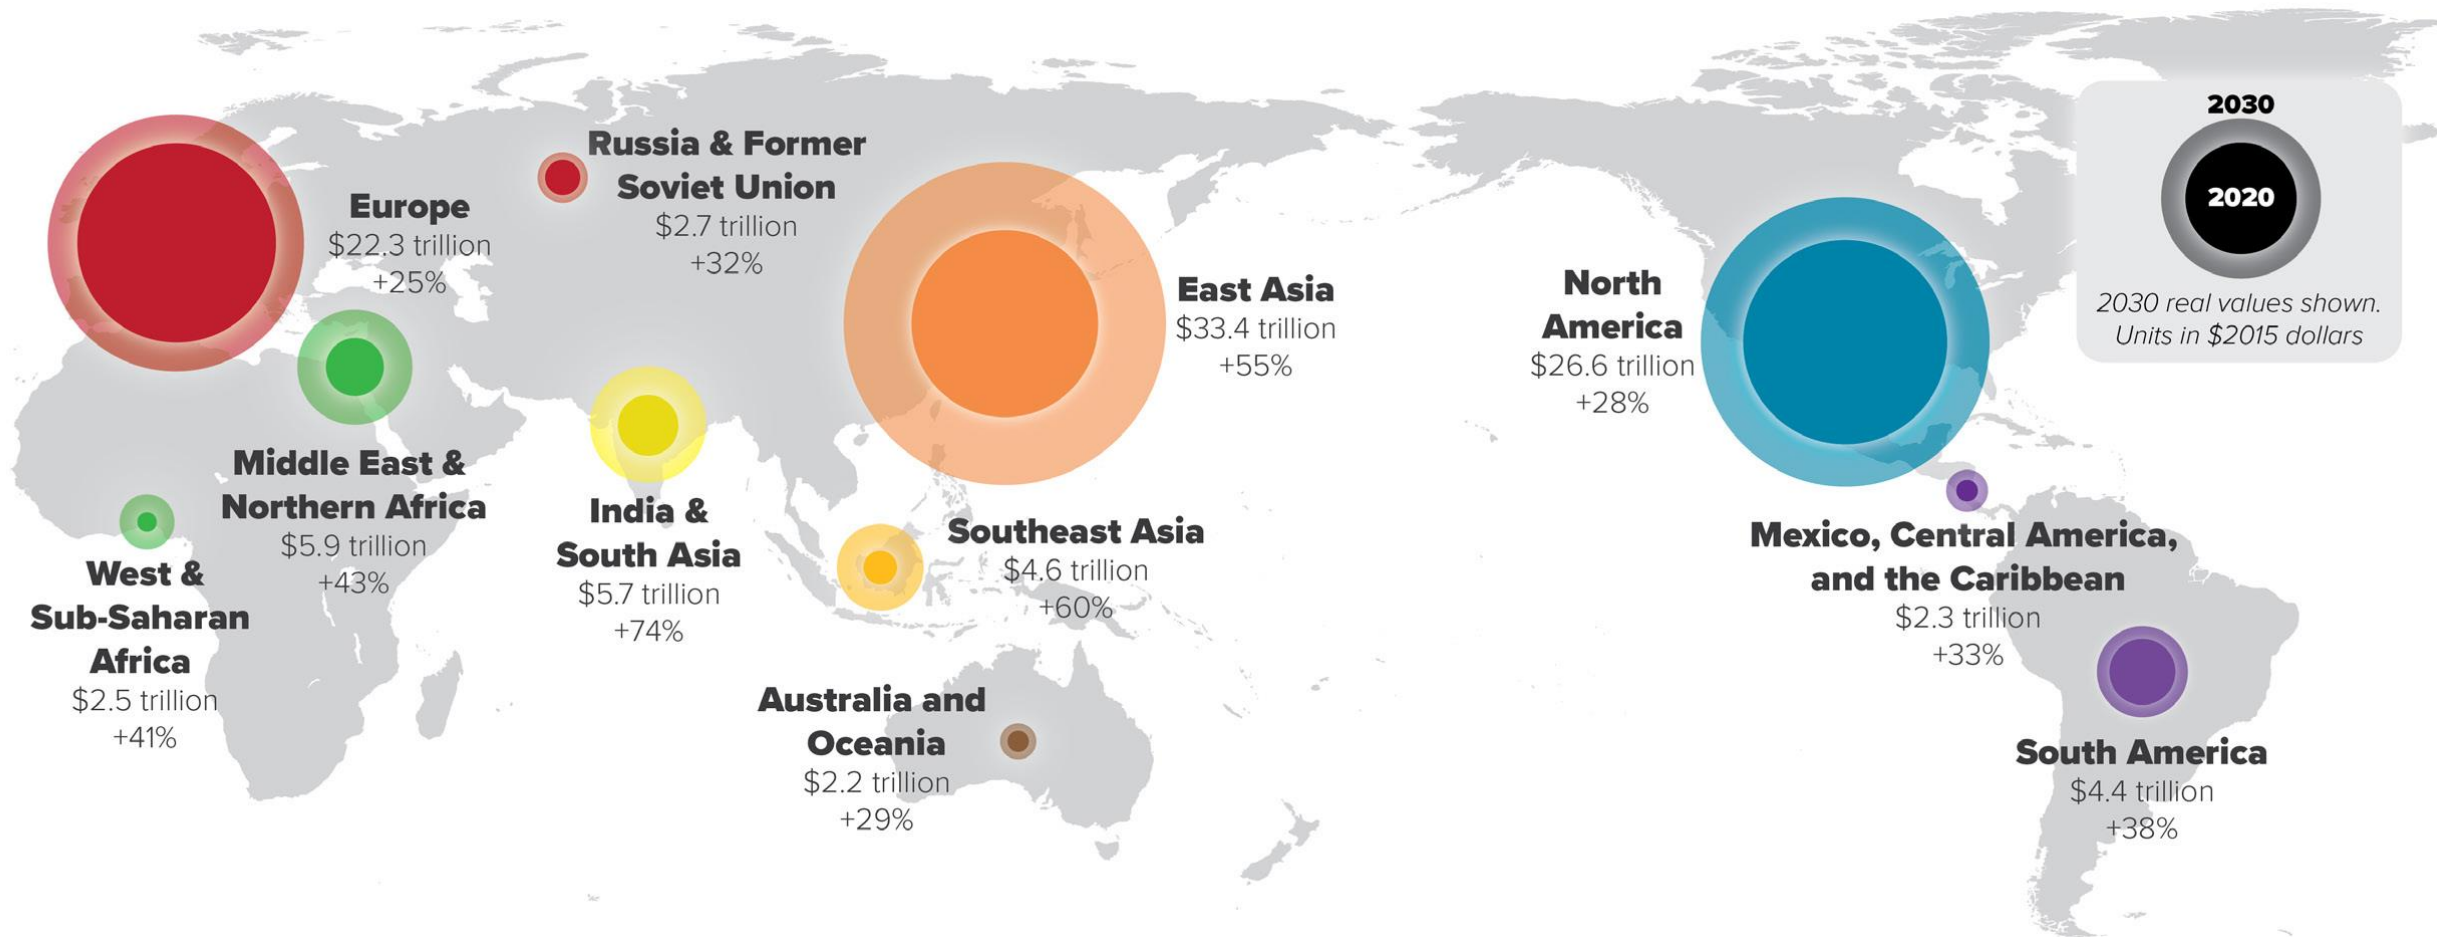 2030
2020
2030 real values shown.
Units in $2015 dollars
Europe
$22.3 trillion
+25%
Russia & Former
Soviet Union
$2.7 trillion
+32%
East Asia
$33.4 trillion
+55%
North
America
$26.6 trillion
+28%
Middle East &
Northern Africa
$5.9 trillion
+43%
West &
Sub-Saharan
Africa
$2.5 trillion
+41%
India &
South Asia
$5.7 trillion
+74%
Southeast Asia
$4.6 trillion
+60%
Mexico, Central America,
and the Caribbean
$2.3 trillion
+33%
Australia and
Oceania
$2.2 trillion
+29%
South America
$4.4 trillion
+38%